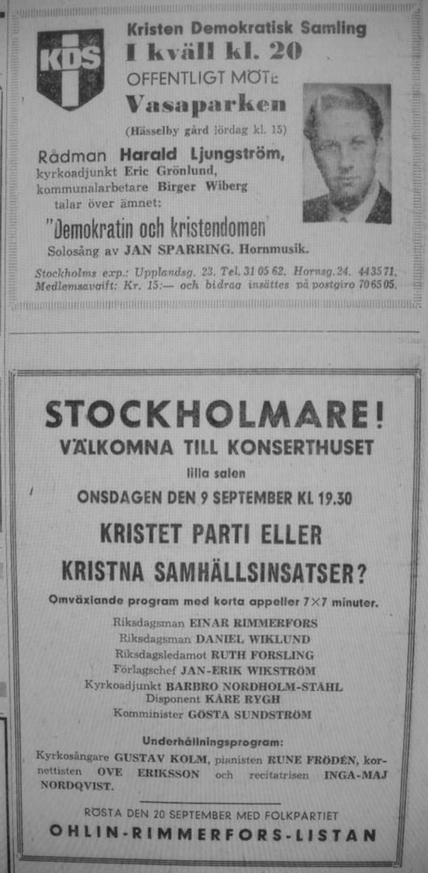 KDS
Kristen Demokratisk Samling
I kväll kl. 20
OFFENTLIGT MÖTE
Vasaparken
(Hässelby gård lördag kl. 15)
Rådman Harald Ljungström,
kyrkoadjunkt Eric Grönlund,
kommunalarbetare Birger Wiberg
talar över ämnet:
"Demokratin och kristendomen"
Solosång av JAN SPARRING. Hornmusik.
Stockholms exp.: Upplandsg. 23. Tel. 31 05 62. Hornsg. 24. 443571.
Medlemsavgift: Kr. 15:— och bidrag insättes på postgiro 706505.
STOCKHOLMARE!
VÄLKOMNA TILL KONSERTHUSET
lilla salen
ONSDAGEN DEN 9 SEPTEMBER KL 19.30
KRISTET PARTI ELLER
KRISTNA SAMHÄLLSINSATSER?
Omväxlande program med korta appeller 7×7 minuter.
Riksdagsman EINAR RIMMERFORS
Riksdagsman DANIEL WIKLUND
Riksdagsledamot RUTH FORSLING
Förlagschef JAN-ERIK WIKSTRÖM
Kyrkoadjunkt BARBRO NORDHOLM-STÅHL
Disponent KÅRE RYGH
Komminister GÖSTA SUNDSTRÖM
Underhållningsprogram:
Kyrkosångare GUSTAV KOLM, pianisten RUNE FRÖDÉN, kor-
nettisten OVE ERIKSSON och recitatrisen INGA-MAJ
NORDQVIST.
RÖSTA DEN 20 SEPTEMBER MED FOLKPARTIET
OHLIN-RIMMERFORS-LISTAN